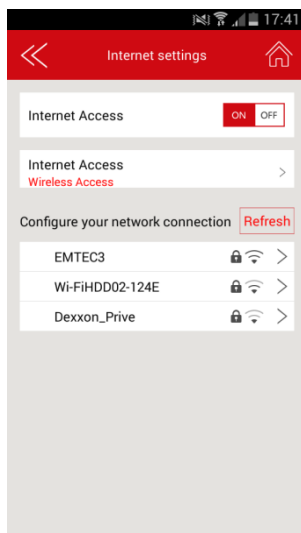 17:41
Internet settings
Internet Access ON OFF
Internet Access
Wireless Access
Configure your network connection Refresh
EMTEC3
Wi-FiHDD02-124E
Dexxon_Prive